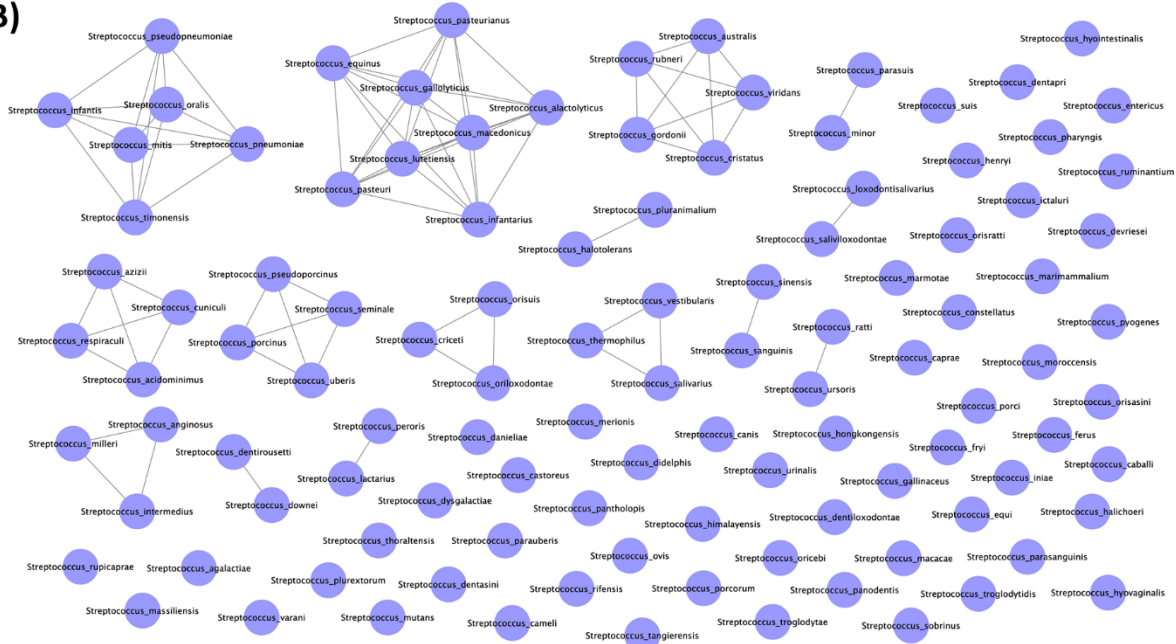 B)
Streptococcus_pseudopneumoniae
Streptococcus_infantis
Streptococcus_oralis
Streptococcus_mitis
Streptococcus_pneumoniae
Streptococcus_timonensis
Streptococcus_pasteurianus
Streptococcus_equinus
Streptococcus_gallolyticus
Streptococcus_alactolyticus
Streptococcus_macedonicus
Streptococcus_lutetiensis
Streptococcus_pasteuri
Streptococcus_infantarius
Streptococcus_australis
Streptococcus_rubneri
Streptococcus_viridans
Streptococcus_gordonii
Streptococcus_cristatus
Streptococcus_parasuis
Streptococcus_minor
Streptococcus_hyointestinalis
Streptococcus_dentapri
Streptococcus_suis
Streptococcus_entericus
Streptococcus_pharyngis
Streptococcus_henryi
Streptococcus_ruminantium
Streptococcus_loxodontisalivarius
Streptococcus_saliviloxodontae
Streptococcus_ictaluri
Streptococcus_orisratti
Streptococcus_devriesei
Streptococcus_pluranimalium
Streptococcus_halotolerans
Streptococcus_azizii
Streptococcus_cuniculi
Streptococcus_respiraculi
Streptococcus_acidominimus
Streptococcus_pseudoporcinus
Streptococcus_seminale
Streptococcus_porcinus
Streptococcus_uberis
Streptococcus_orisuis
Streptococcus_criceti
Streptococcus_oriloxodontae
Streptococcus_vestibularis
Streptococcus_thermophilus
Streptococcus_salivarius
Streptococcus_sinensis
Streptococcus_sanguinis
Streptococcus_ratti
Streptococcus_ursoris
Streptococcus_marmotae
Streptococcus_marimammalium
Streptococcus_constellatus
Streptococcus_pyogenes
Streptococcus_caprae
Streptococcus_moroccensis
Streptococcus_anginosus
Streptococcus_milleri
Streptococcus_intermedius
Streptococcus_dentirousetti
Streptococcus_downei
Streptococcus_peroris
Streptococcus_lactarius
Streptococcus_danieliae
Streptococcus_merionis
Streptococcus_castoreus
Streptococcus_didelphis
Streptococcus_dysgalactiae
Streptococcus_pantholopis
Streptococcus_canis
Streptococcus_hongkongensis
Streptococcus_urinalis
Streptococcus_porci
Streptococcus_orisasini
Streptococcus_ferus
Streptococcus_fryi
Streptococcus_caballi
Streptococcus_gallinaceus
Streptococcus_iniae
Streptococcus_himalayensis
Streptococcus_dentiloxodontae
Streptococcus_equi
Streptococcus_halichoeri
Streptococcus_thoraltensis
Streptococcus_parauberis
Streptococcus_ovis
Streptococcus_oricebi
Streptococcus_macacae
Streptococcus_parasanguinis
Streptococcus_rupicaprae
Streptococcus_agalactiae
Streptococcus_plurextorum
Streptococcus_dentasini
Streptococcus_rifensis
Streptococcus_porcorum
Streptococcus_panodentis
Streptococcus_troglodytidis
Streptococcus_hyovaginalis
Streptococcus_massiliensis
Streptococcus_varani
Streptococcus_mutans
Streptococcus_cameli
Streptococcus_tangierensis
Streptococcus_troglodytae
Streptococcus_sobrinus